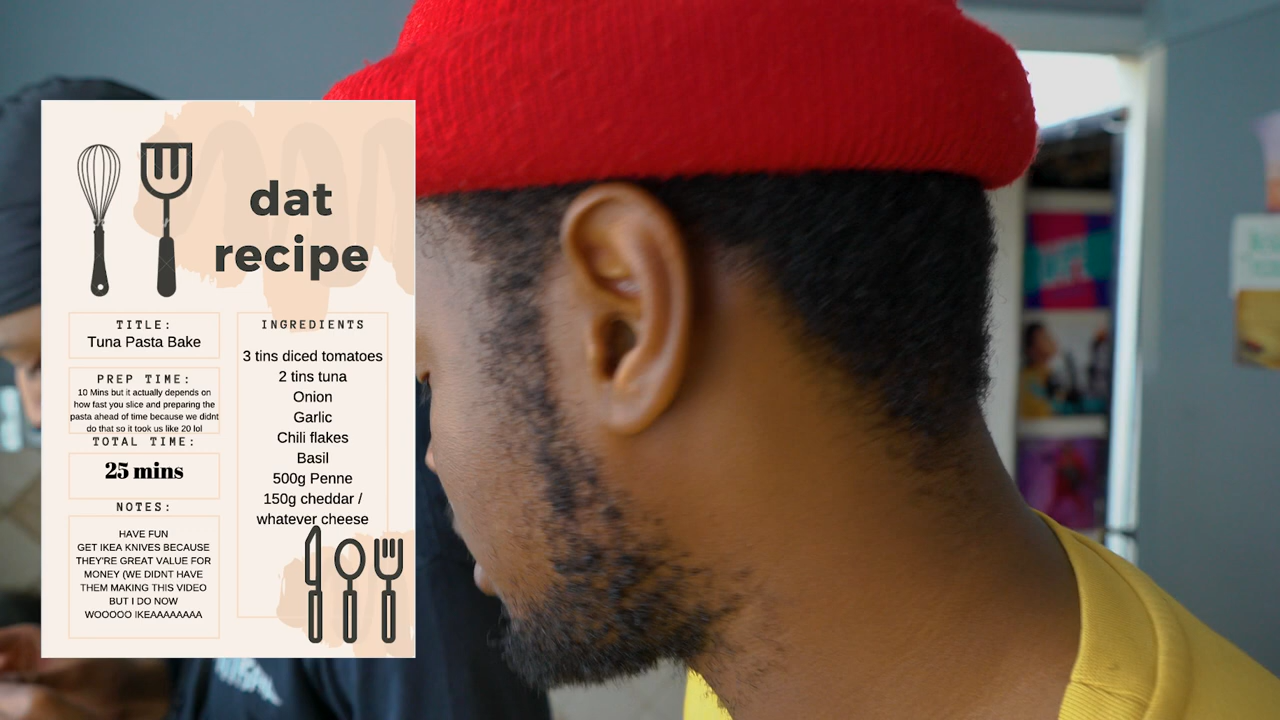 dat
recipe
TITLE:
Tuna Pasta Bake
PREP TIME:
10 Mins but it actually depends on
how fast you slice and preparing the
pasta ahead of time because we didnt
do that so it took us like 20 lol
TOTAL TIME:
25 mins
NOTES:
HAVE FUN
GET IKEA KNIVES BECAUSE
THEY'RE GREAT VALUE FOR
MONEY (WE DIDNT HAVE
THEM MAKING THIS VIDEO
BUT I DO NOW
WOOOOO IKEAAAAAAAA
INGREDIENTS
3 tins diced tomatoes
2 tins tuna
Onion
Garlic
Chili flakes
Basil
500g Penne
150g cheddar /
whatever cheese